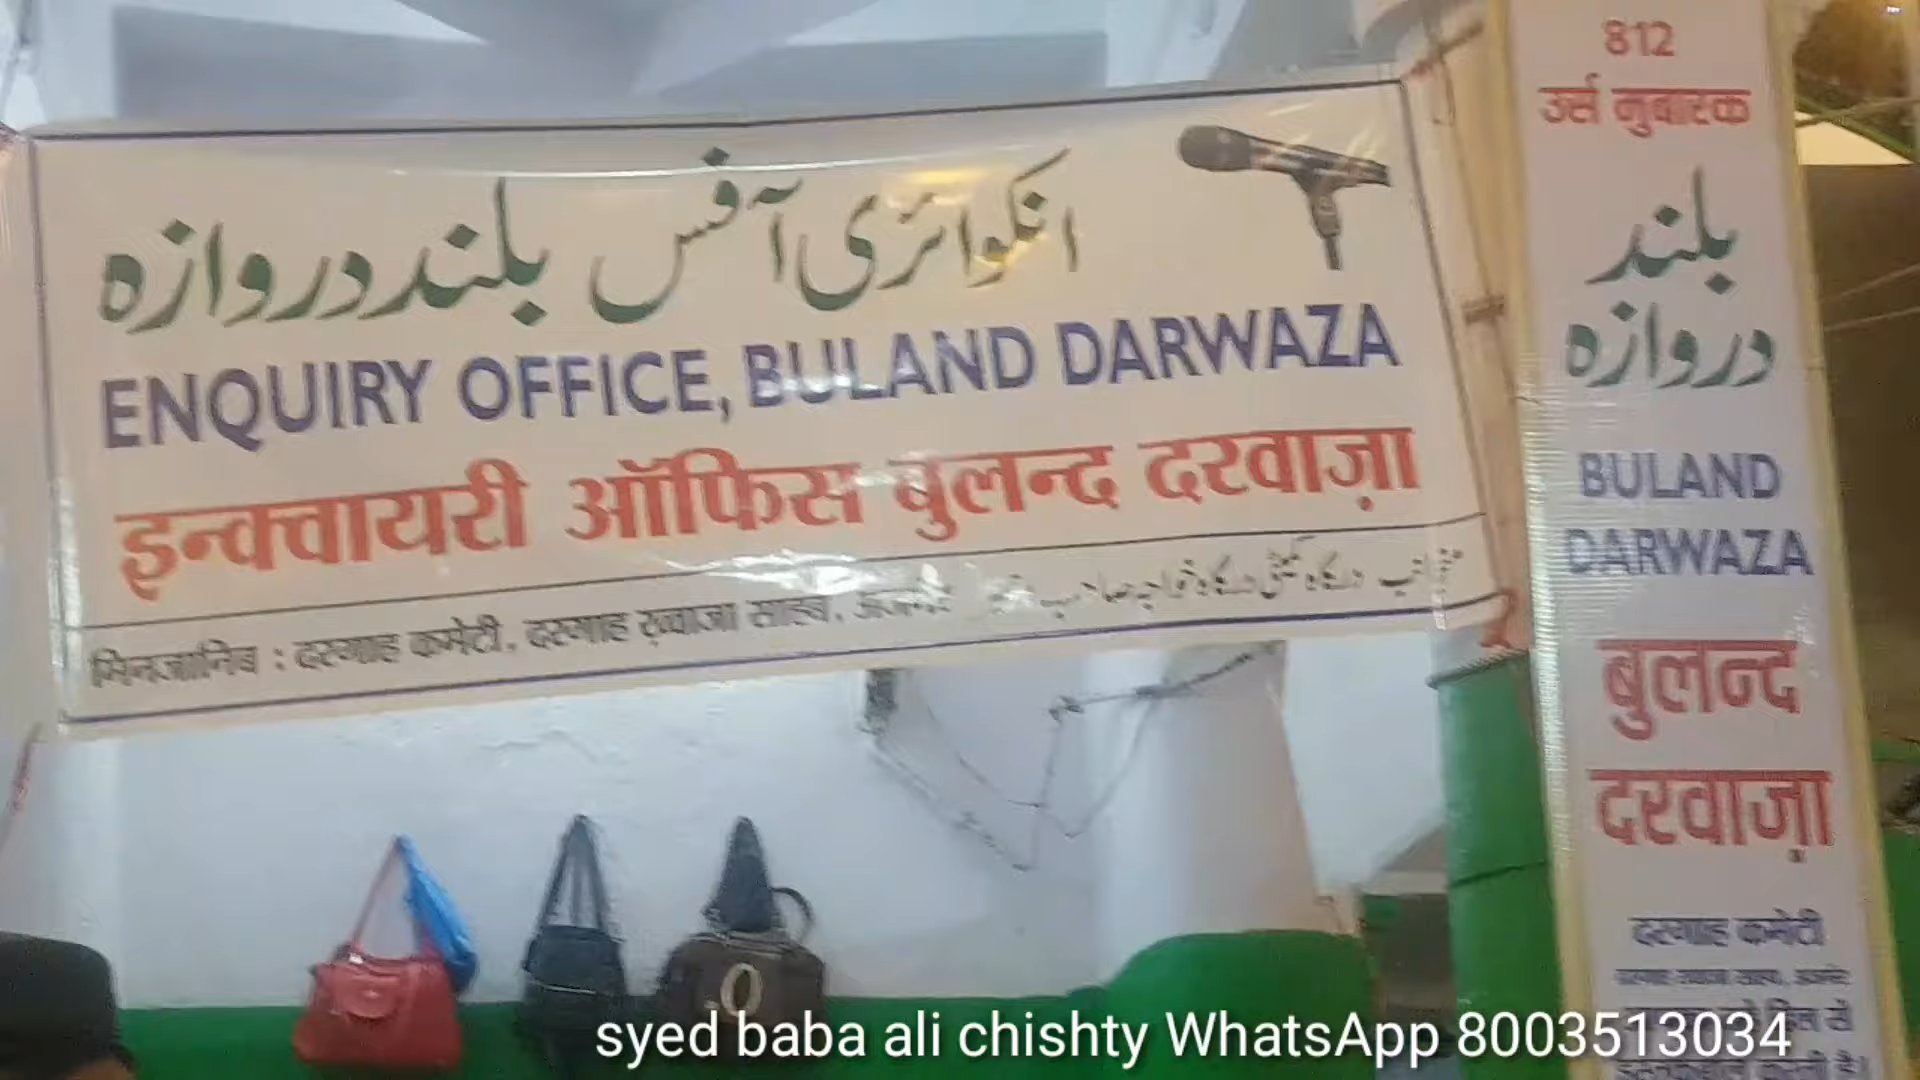 انکوائری آفس بلند دروازہ
ENQUIRY OFFICE, BULAND DARWAZA
इन्क्वायरी ऑफिस बुलन्द दरवाज़ा
मिनजानिब : दरगाह कमेटी, दरगाह ख़्वाजा साहब, अजमेर
812
उर्स मुबारक
بلند
دروازہ
BULAND
DARWAZA
बुलन्द
दरवाज़ा
दरगाह कमेटी
syed baba ali chishty WhatsApp 8003513034